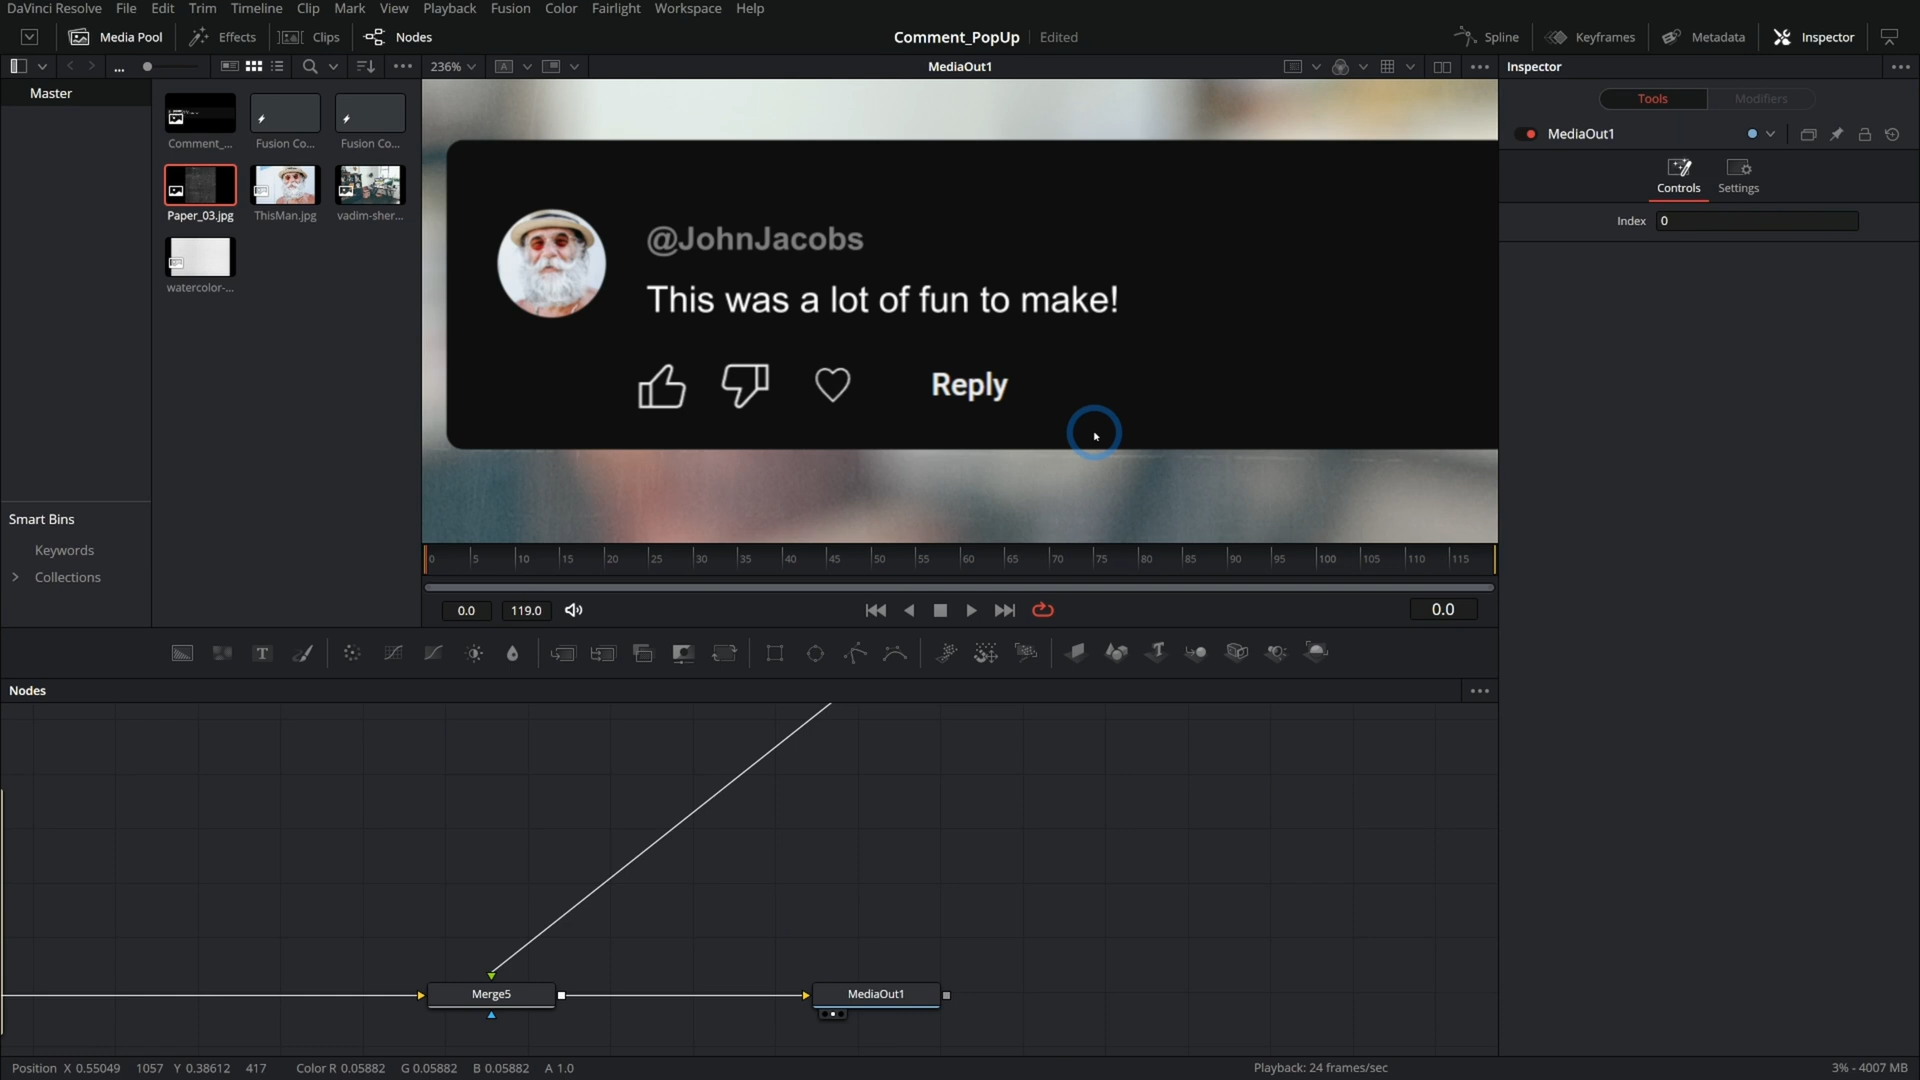 DaVinci Resolve File Edit Trim Timeline Clip Mark View Playback Fusion Color Fairlight Workspace Help
Media Pool Effects Clips Nodes Comment_PopUp Edited Spline Keyframes Metadata Inspector
... 236% A MediaOut1 Inspector
Master
Comment_... Fusion Co... Fusion Co...
Paper_03.jpg ThisMan.jpg vadim-sher...
watercolor-...
Smart Bins
Keywords
Collections
@JohnJacobs
This was a lot of fun to make!
Reply
0 5 10 15 20 25 30 35 40 45 50 55 60 65 70 75 80 85 90 95 100 105 110 115
0.0 119.0 0.0
Tools Modifiers
MediaOut1
Controls Settings
Index 0
T T
Nodes
Merge5 MediaOut1
Position X 0.55049 1057 Y 0.38612 417 Color R 0.05882 G 0.05882 B 0.05882 A 1.0 Playback: 24 frames/sec 3% - 4007 MB